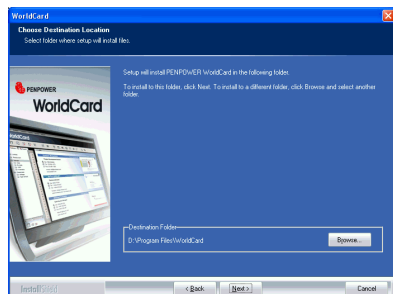 WorldCard
Choose Destination Location
Select folder where setup will install files.
Setup will install PENPOWER WorldCard in the following folder.
To install to this folder, click Next. To install to a different folder, click Browse and select another
folder.
PENPOWER
WorldCard
Destination Folder
D:\Program Files\WorldCard
Browse...
InstallShield
< Back
Next >
Cancel